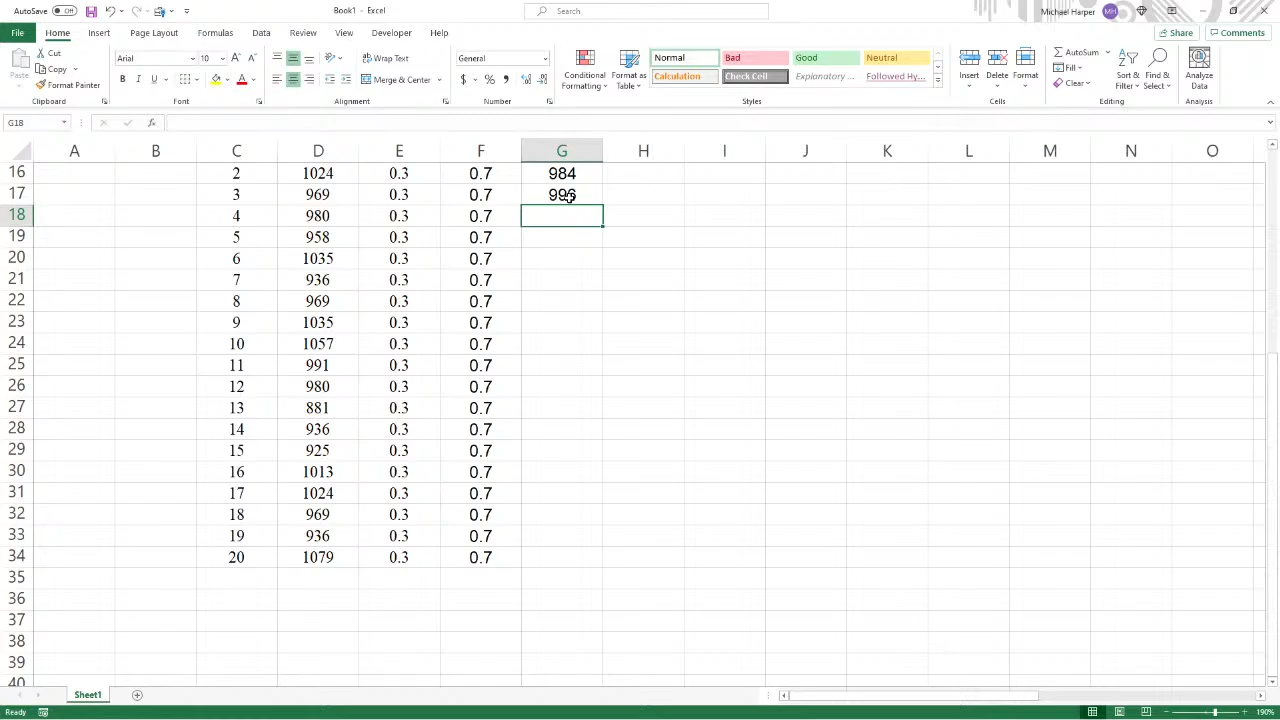 AutoSave Off Book1 - Excel Search Michael Harper MH
File Home Insert Page Layout Formulas Data Review View Developer Help Share Comments
Paste Cut Copy Format Painter Clipboard
Arial 10 B I U Font
Wrap Text Merge & Center Alignment
General $ % Number
Conditional Formatting Format as Table
Normal Bad Good Neutral
Calculation Check Cell Explanatory ... Followed Hy...
Styles
Insert Delete Format Cells
AutoSum Fill Clear Sort & Filter Find & Select Editing
Analyze Data Analysis
G18 fx
A B C D E F G H I J K L M N O
16 2 1024 0.3 0.7 984
17 3 969 0.3 0.7 996
18 4 980 0.3 0.7
19 5 958 0.3 0.7
20 6 1035 0.3 0.7
21 7 936 0.3 0.7
22 8 969 0.3 0.7
23 9 1035 0.3 0.7
24 10 1057 0.3 0.7
25 11 991 0.3 0.7
26 12 980 0.3 0.7
27 13 881 0.3 0.7
28 14 936 0.3 0.7
29 15 925 0.3 0.7
30 16 1013 0.3 0.7
31 17 1024 0.3 0.7
32 18 969 0.3 0.7
33 19 936 0.3 0.7
34 20 1079 0.3 0.7
35
36
37
38
39
40
Sheet1
Ready 190%